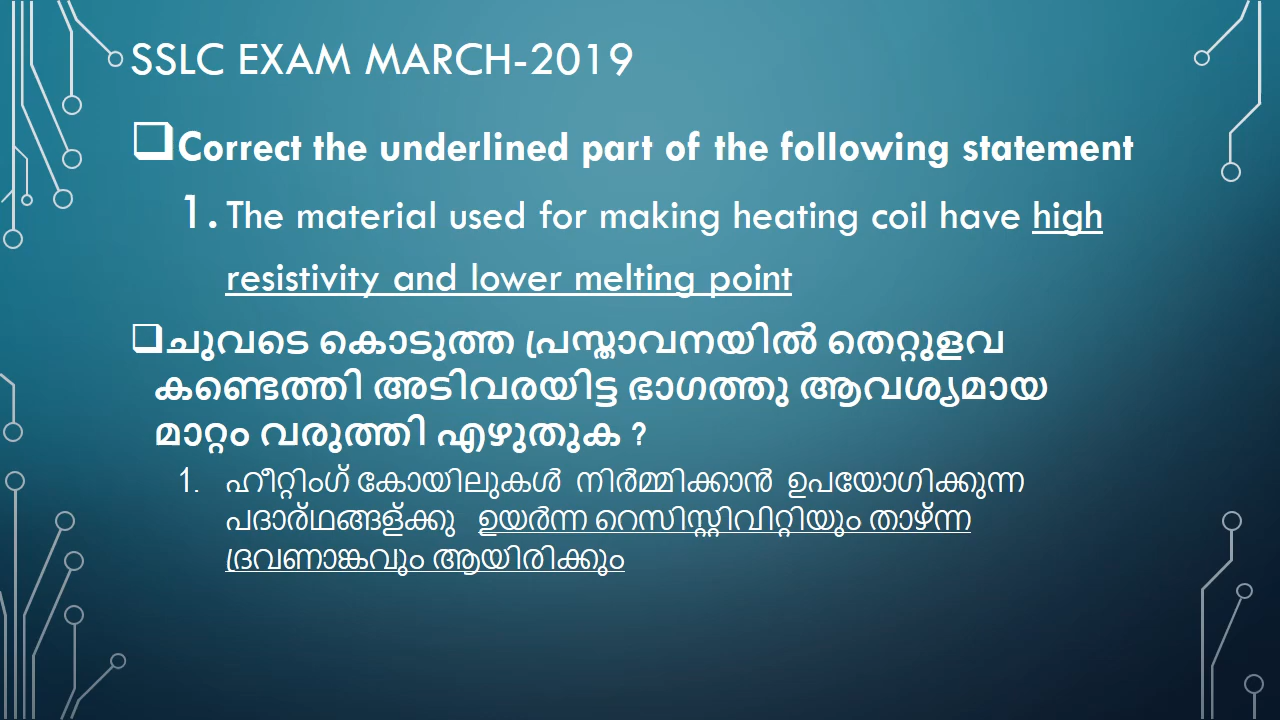 SSLC EXAM MARCH-2019
❑Correct the underlined part of the following statement
1. The material used for making heating coil have high
resistivity and lower melting point
❑ചുവടെ കൊടുത്ത പ്രസ്താവനയിൽ തെറ്റുളവ
കണ്ടെത്തി അടിവരയിട്ട ഭാഗത്തു ആവശ്യമായ
മാറ്റം വരുത്തി എഴുതുക ?
1. ഹീറ്റിംഗ് കോയിലുകൾ നിർമ്മിക്കാൻ ഉപയോഗിക്കുന്ന
പദാര്ഥങ്ങള്ക്കു ഉയർന്ന റെസിസ്റ്റിവിറ്റിയും താഴ്ന്ന
ദ്രവണാങ്കവും ആയിരിക്കും